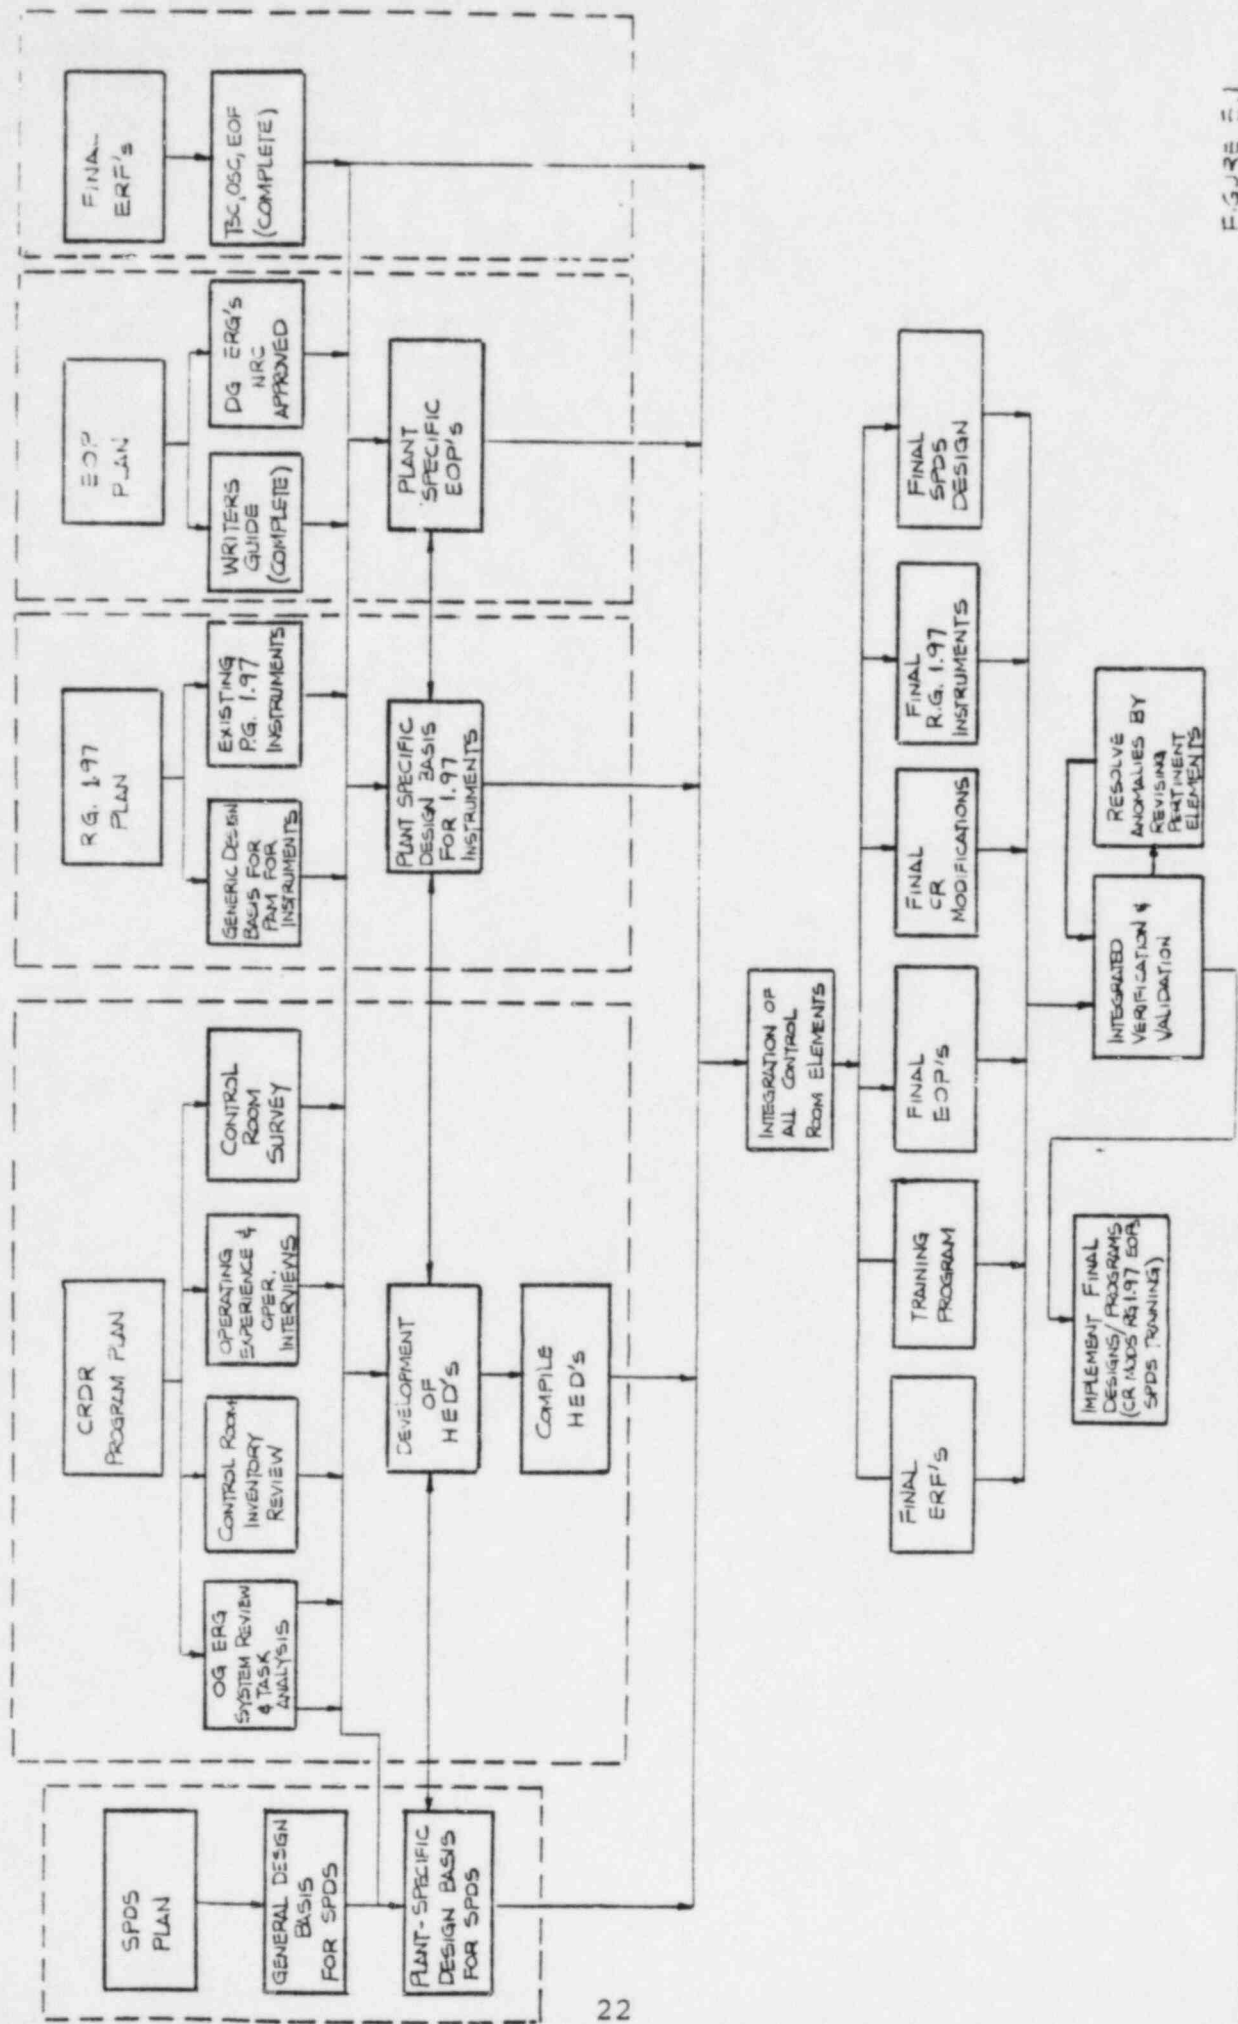 SPDS
PLAN
GENERAL DESIGN
BASIS
FOR SPDS
PLANT-SPECIFIC
DESIGN BASIS
FOR SPDS
CRDR
PROGRAM PLAN
OG ERG
SYSTEM REVIEW
& TASK
ANALYSIS
CONTROL ROOM
INVENTORY
REVIEW
OPERATING
EXPERIENCE &
OPER.
INTERVIEWS
CONTROL
ROOM
SURVEY
DEVELOPMENT
OF
HED's
COMPILE
HED's
RG. 1.97
PLAN
GENERIC DESIGN
BASIS FOR
PAM FOR
INSTRUMENTS
EXISTING
P.G. 1.97
INSTRUMENTS
PLANT SPECIFIC
DESIGN BASIS
FOR 1.97
INSTRUMENTS
EOP
PLAN
WRITERS
GUIDE
(COMPLETE)
DG ERG's
NRC
APPROVED
PLANT
SPECIFIC
EOP's
FINAL
ERF's
TSC, OSC, EOF
(COMPLETE)
INTEGRATION OF
ALL CONTROL
ROOM ELEMENTS
FINAL
ERF's
TRAINING
PROGRAM
FINAL
EOP's
FINAL
CR
MODIFICATIONS
FINAL
R.G. 1.97
INSTRUMENTS
FINAL
SPDS
DESIGN
INTEGRATED
VERIFICATION &
VALIDATION
RESOLVE
ANOMALIES BY
REVISING
PERTINENT
ELEMENTS
IMPLEMENT FINAL
DESIGNS/PROGRAMS
(CR MODS/RG 1.97 EOPS
SPDS TRAINING)
FIGURE
22